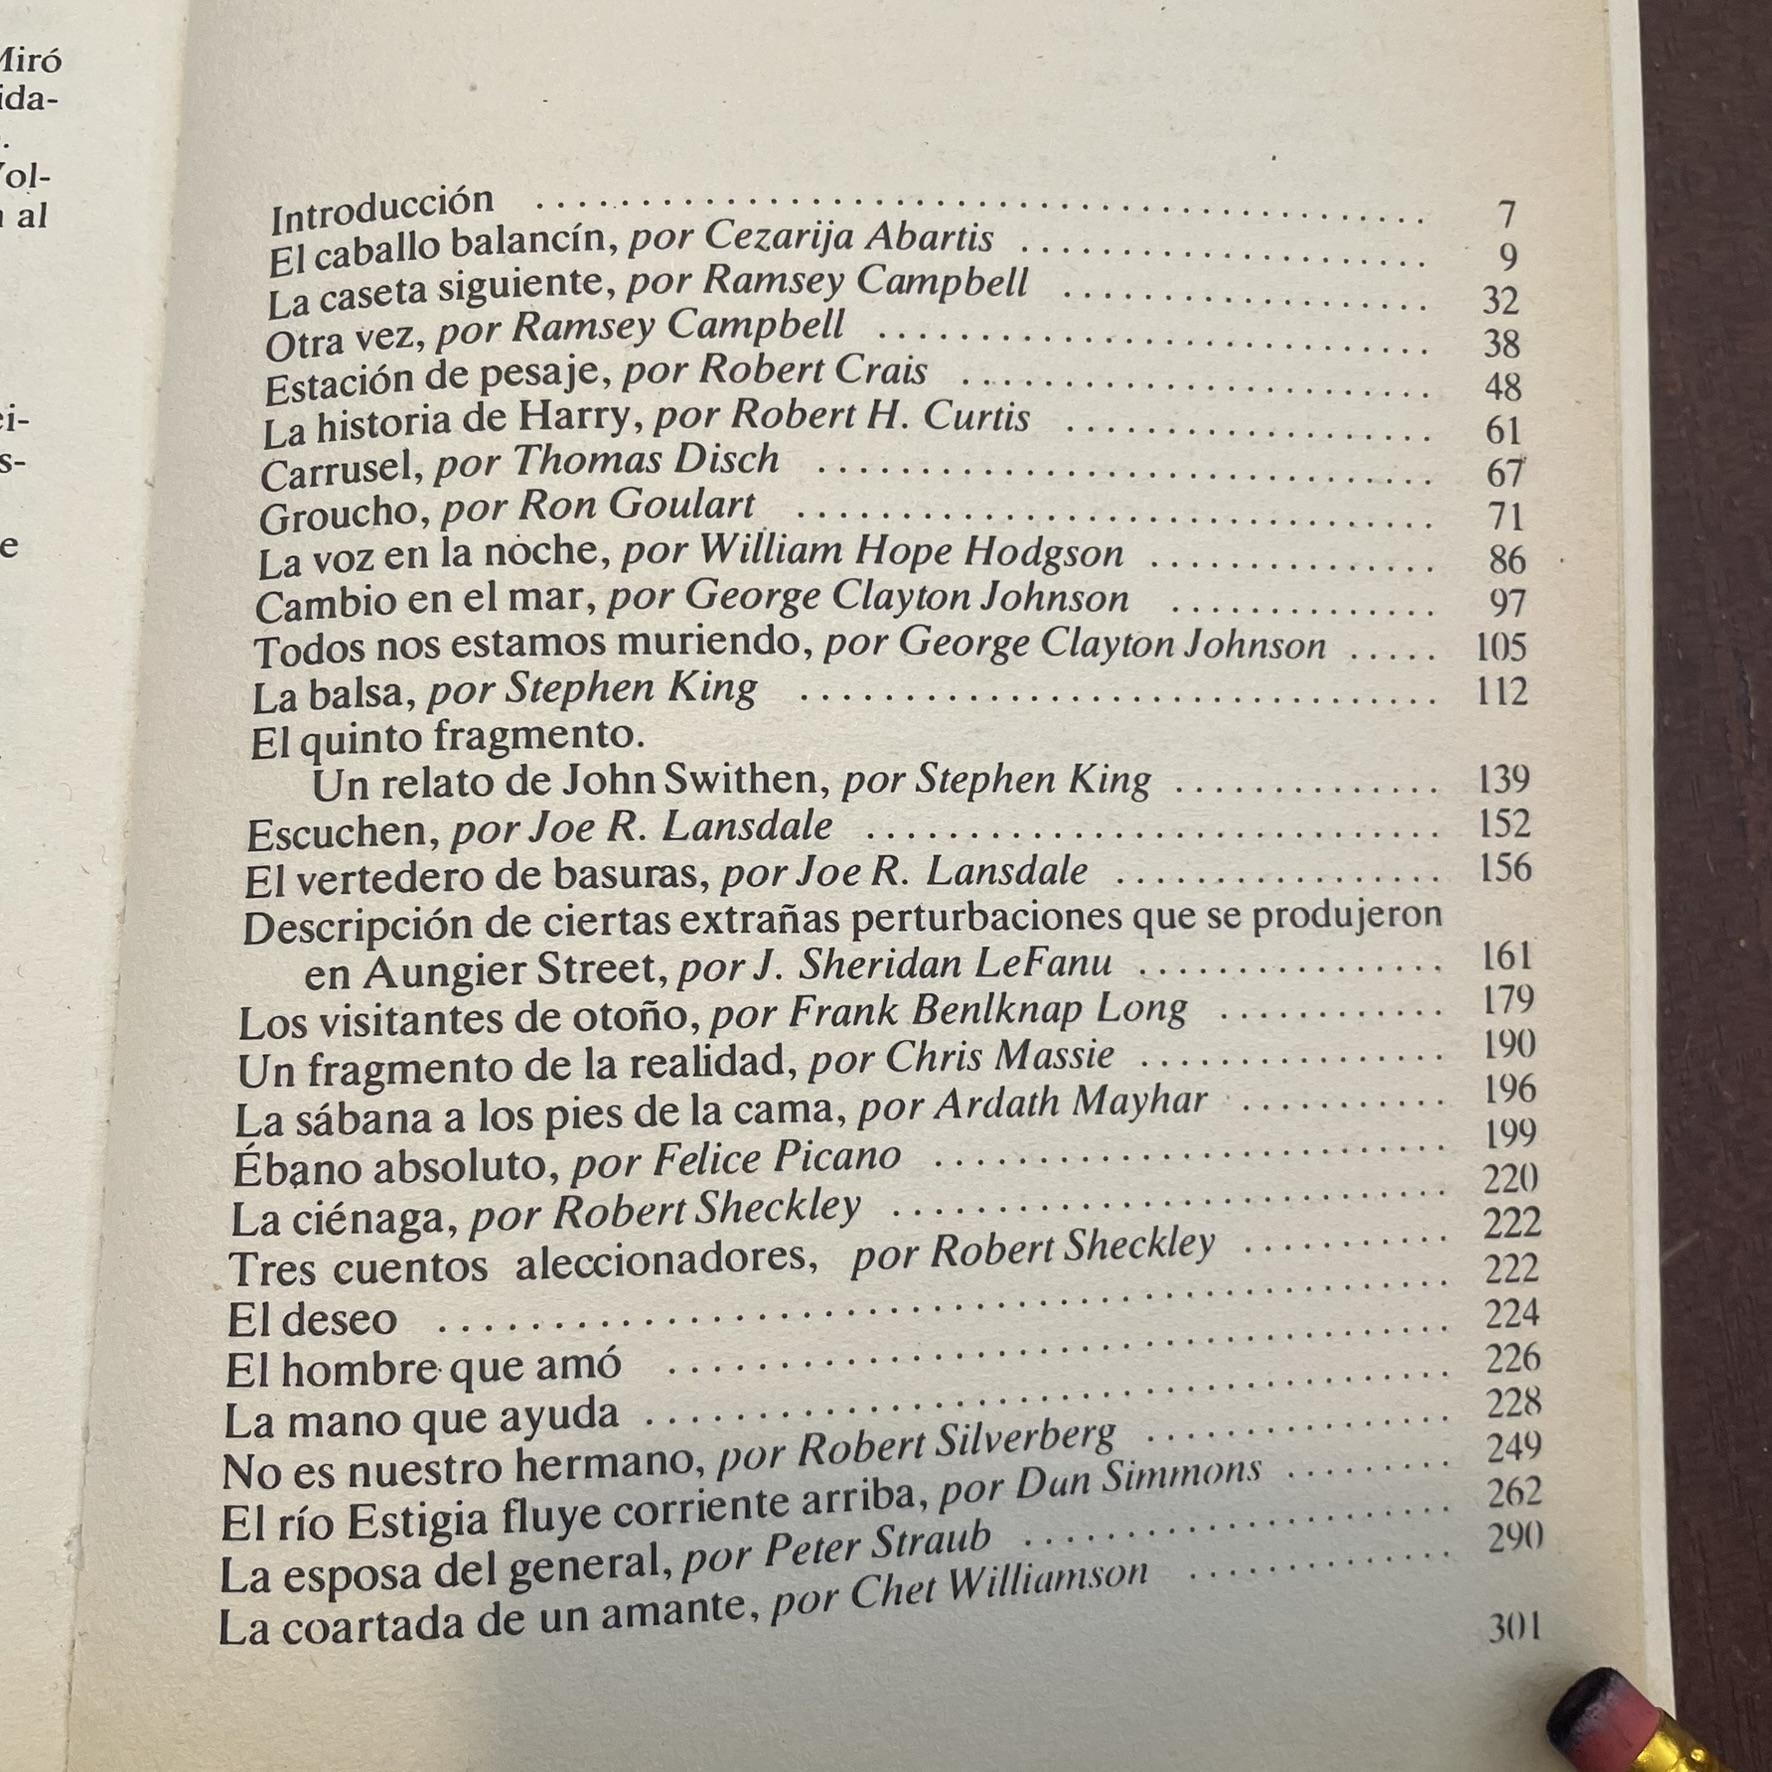 Miró
ida-
ol-
al
s-
e
Introducción ........................................ 7
El caballo balancín, por Cezarija Abartis .................... 9
La caseta siguiente, por Ramsey Campbell .................. 32
Otra vez, por Ramsey Campbell .......................... 38
Estación de pesaje, por Robert Crais ...................... 48
La historia de Harry, por Robert H. Curtis .................. 61
Carrusel, por Thomas Disch ............................. 67
Groucho, por Ron Goulart .............................. 71
La voz en la noche, por William Hope Hodgson ............... 86
Cambio en el mar, por George Clayton Johnson .............. 97
Todos nos estamos muriendo, por George Clayton Johnson ..... 105
La balsa, por Stephen King .............................. 112
El quinto fragmento.
Un relato de John Swithen, por Stephen King .............. 139
Escuchen, por Joe R. Lansdale ........................... 152
El vertedero de basuras, por Joe R. Lansdale ................. 156
Descripción de ciertas extrañas perturbaciones que se produjeron
en Aungier Street, por J. Sheridan LeFanu ................ 161
Los visitantes de otoño, por Frank Benlknap Long ............ 179
Un fragmento de la realidad, por Chris Massie ................ 190
La sábana a los pies de la cama, por Ardath Mayhar ........... 196
Ébano absoluto, por Felice Picano ......................... 199
La ciénaga, por Robert Sheckley .......................... 220
Tres cuentos aleccionadores, por Robert Sheckley ........... 222
El deseo ............................................ 222
El hombre que amó ................................... 224
La mano que ayuda ................................... 226
No es nuestro hermano, por Robert Silverberg ............... 228
El río Estigia fluye corriente arriba, por Dan Simmons ......... 249
La esposa del general, por Peter Straub .................... 262
La coartada de un amante, por Chet Williamson ............. 290
301